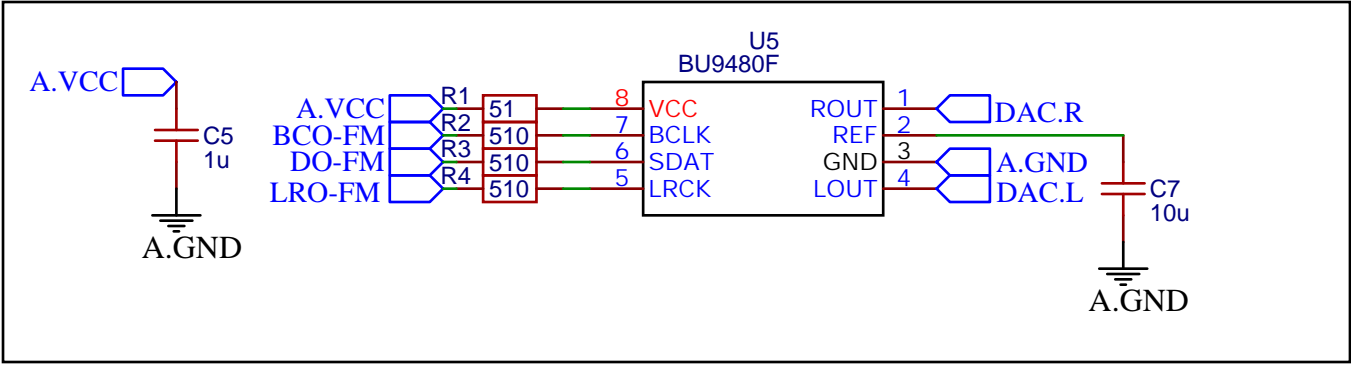 A.VCC
C5
1u
A.GND
U5
BU9480F
A.VCC R1 51 8 VCC
BCO-FM R2 510 7 BCLK
DO-FM R3 510 6 SDAT
LRO-FM R4 510 5 LRCK
ROUT 1 DAC.R
REF 2
GND 3 A.GND
LOUT 4 DAC.L
C7
10u
A.GND